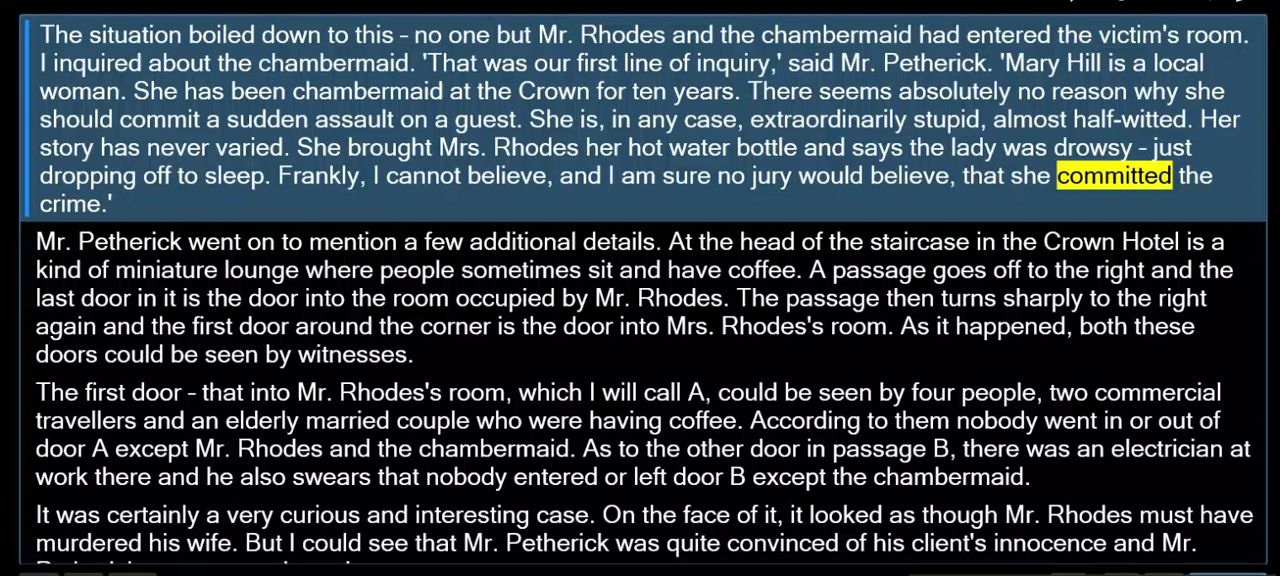 The situation boiled down to this – no one but Mr. Rhodes and the chambermaid had entered the victim's room.
I inquired about the chambermaid. 'That was our first line of inquiry,' said Mr. Petherick. 'Mary Hill is a local
woman. She has been chambermaid at the Crown for ten years. There seems absolutely no reason why she
should commit a sudden assault on a guest. She is, in any case, extraordinarily stupid, almost half-witted. Her
story has never varied. She brought Mrs. Rhodes her hot water bottle and says the lady was drowsy – just
dropping off to sleep. Frankly, I cannot believe, and I am sure no jury would believe, that she committed the
crime.'
Mr. Petherick went on to mention a few additional details. At the head of the staircase in the Crown Hotel is a
kind of miniature lounge where people sometimes sit and have coffee. A passage goes off to the right and the
last door in it is the door into the room occupied by Mr. Rhodes. The passage then turns sharply to the right
again and the first door around the corner is the door into Mrs. Rhodes's room. As it happened, both these
doors could be seen by witnesses.
The first door – that into Mr. Rhodes's room, which I will call A, could be seen by four people, two commercial
travellers and an elderly married couple who were having coffee. According to them nobody went in or out of
door A except Mr. Rhodes and the chambermaid. As to the other door in passage B, there was an electrician at
work there and he also swears that nobody entered or left door B except the chambermaid.
It was certainly a very curious and interesting case. On the face of it, it looked as though Mr. Rhodes must have
murdered his wife. But I could see that Mr. Petherick was quite convinced of his client's innocence and Mr.